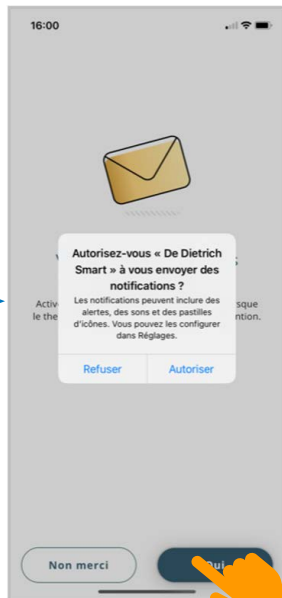 16:00
Autorisez-vous « De Dietrich
Smart » à vous envoyer des
notifications ?
Les notifications peuvent inclure des
alertes, des sons et des pastilles
d'icônes. Vous pouvez les configurer
dans Réglages.
Refuser
Autoriser
Non merci
Oui